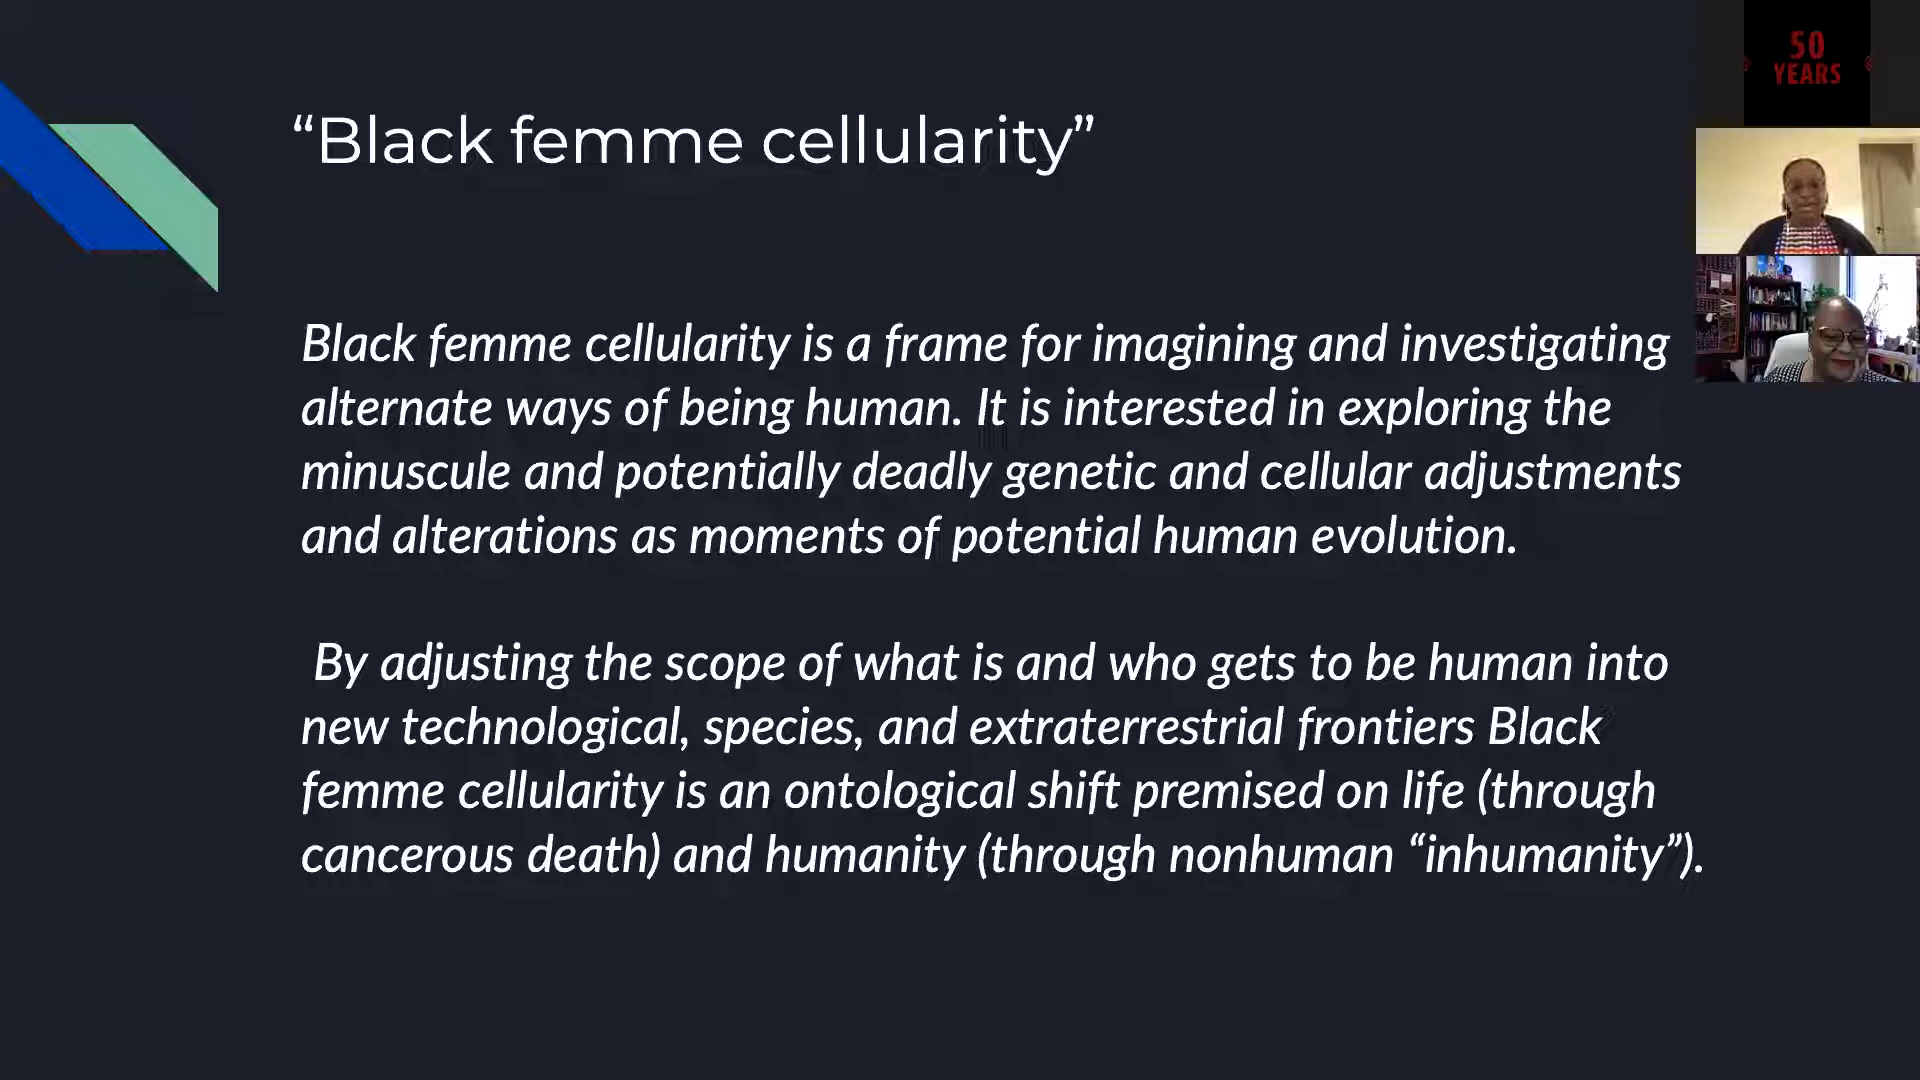 50
YEARS
“Black femme cellularity”
Black femme cellularity is a frame for imagining and investigating
alternate ways of being human. It is interested in exploring the
minuscule and potentially deadly genetic and cellular adjustments
and alterations as moments of potential human evolution.
By adjusting the scope of what is and who gets to be human into
new technological, species, and extraterrestrial frontiers Black
femme cellularity is an ontological shift premised on life (through
cancerous death) and humanity (through nonhuman “inhumanity”).